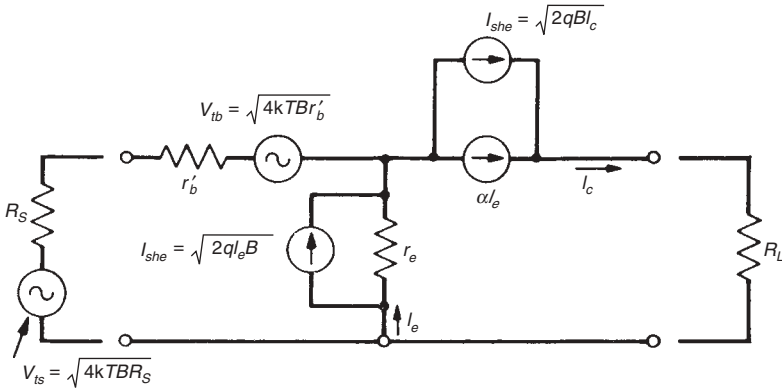 I_she = √2qBI_c
V_tb = √4kTBr′_b
r′_b
αI_e
I_c
R_S
I_she = √2qI_eB
r_e
R_L
I_e
V_ts = √4kTBR_S